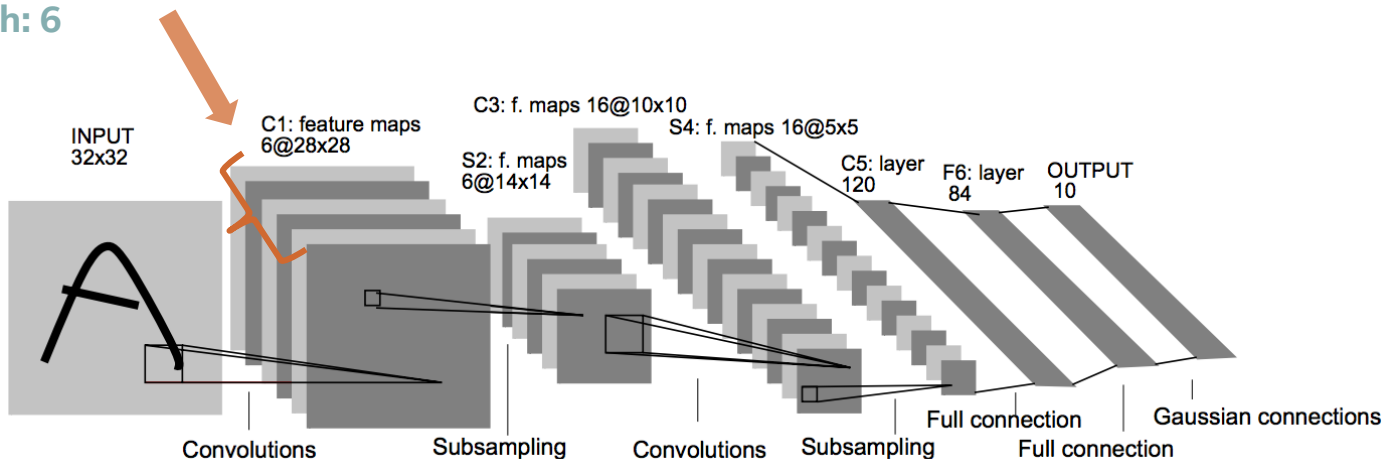 h: 6
INPUT
32x32
C1: feature maps
6@28x28
S2: f. maps
6@14x14
C3: f. maps 16@10x10
S4: f. maps 16@5x5
C5: layer
120
F6: layer
84
OUTPUT
10
Convolutions
Subsampling
Convolutions
Subsampling
Full connection
Full connection
Gaussian connections